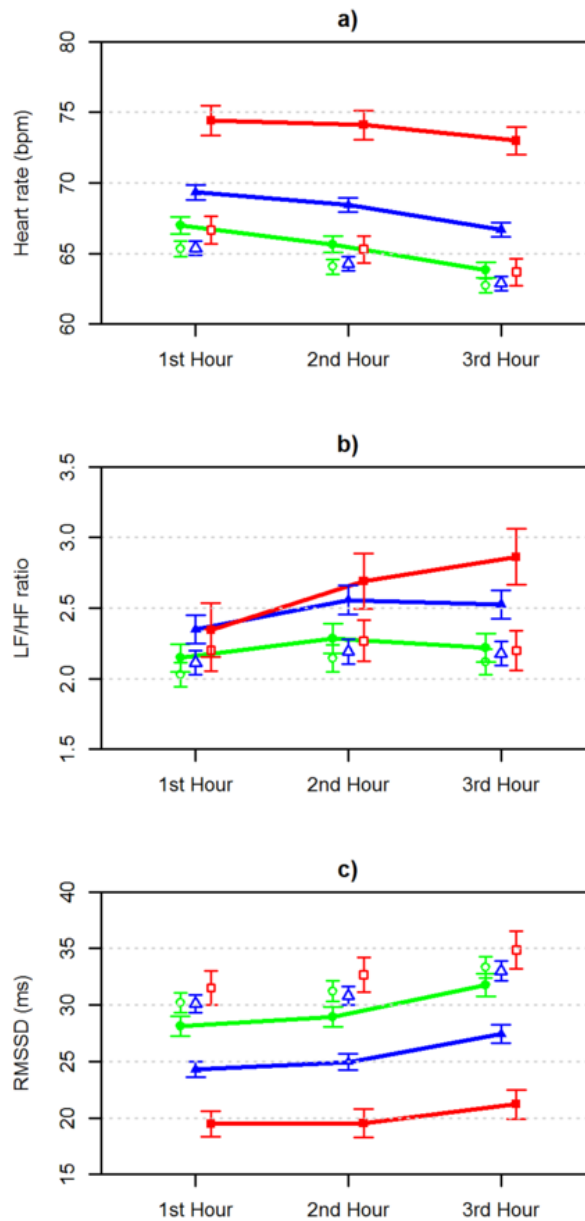 a)
Heart rate (bpm)
80
75
70
65
60
1st Hour 2nd Hour 3rd Hour
b)
LF/HF ratio
3.5
3.0
2.5
2.0
1.5
1st Hour 2nd Hour 3rd Hour
c)
RMSSD (ms)
40
35
30
25
20
15
1st Hour 2nd Hour 3rd Hour